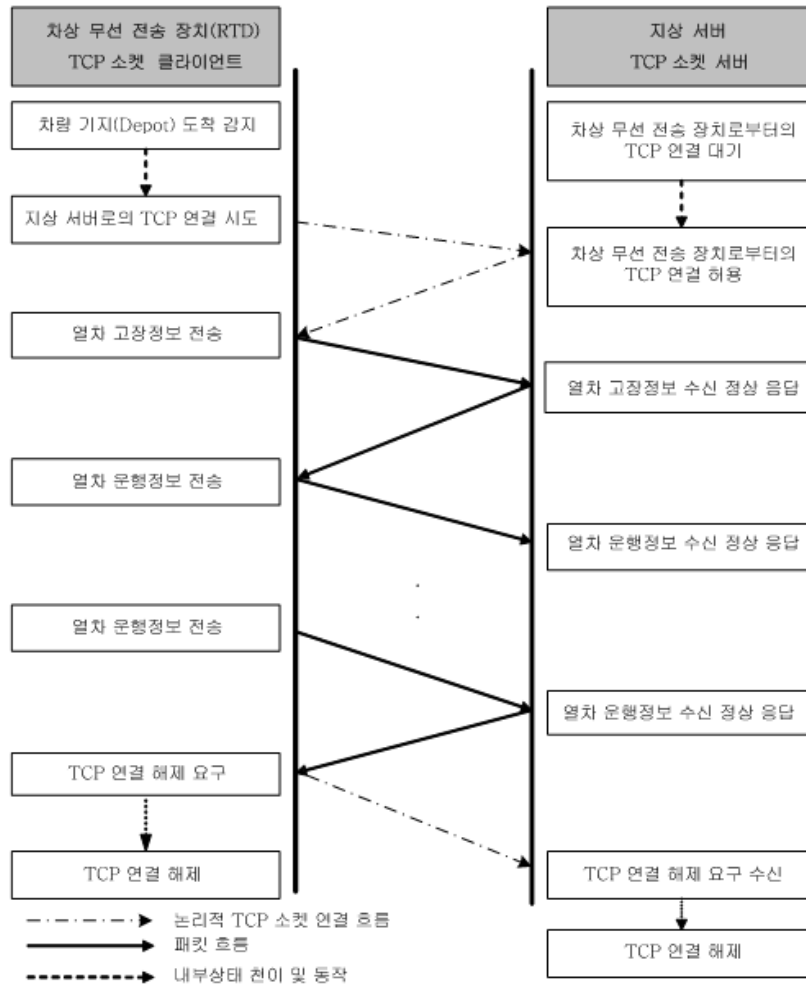 차상 무선 전송 장치(RTD)
TCP 소켓 클라이언트
지상 서버
TCP 소켓 서버
차량 기지(Depot) 도착 감지
차상 무선 전송 장치로부터의
TCP 연결 대기
지상 서버로의 TCP 연결 시도
차상 무선 전송 장치로부터의
TCP 연결 허용
열차 고장정보 전송
열차 고장정보 수신 정상 응답
열차 운행정보 전송
열차 운행정보 수신 정상 응답
열차 운행정보 전송
열차 운행정보 수신 정상 응답
TCP 연결 해제 요구
TCP 연결 해제
TCP 연결 해제 요구 수신
TCP 연결 해제
논리적 TCP 소켓 연결 흐름
패킷 흐름
내부상태 천이 및 동작